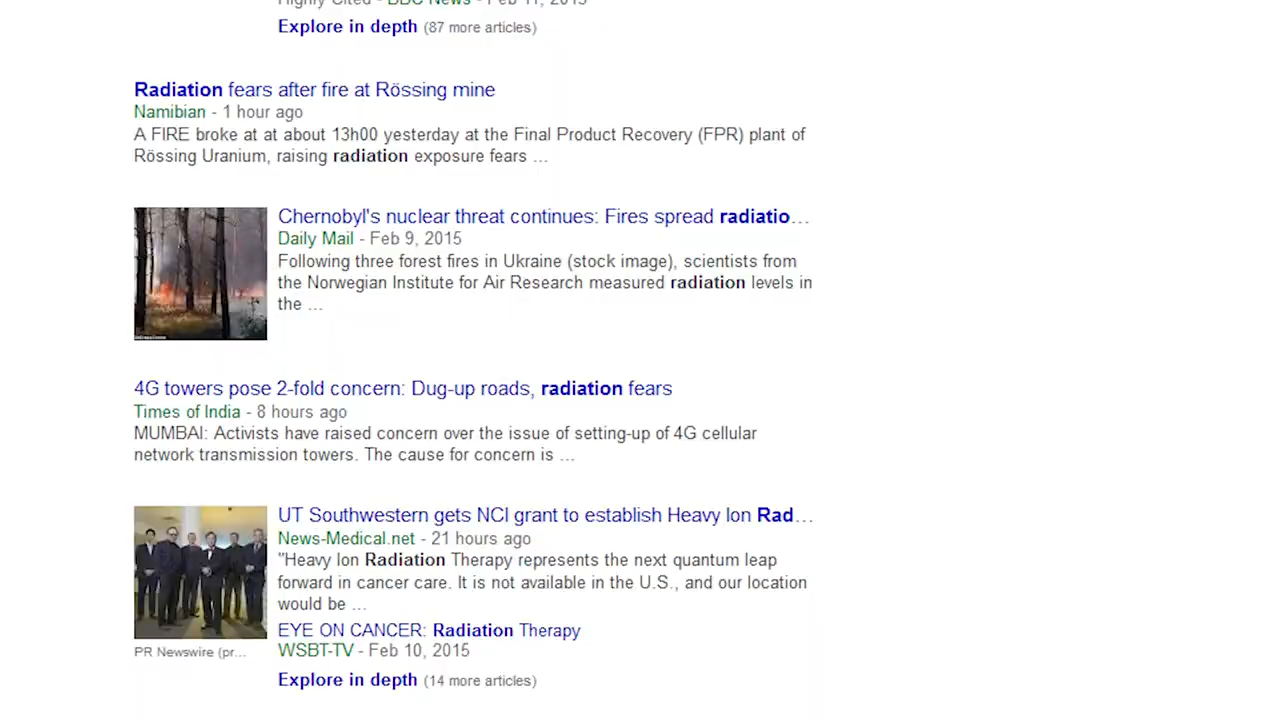 Highly Cited - BBC News - Feb 11, 2015
Explore in depth (87 more articles)
Radiation fears after fire at Rössing mine
Namibian - 1 hour ago
A FIRE broke at at about 13h00 yesterday at the Final Product Recovery (FPR) plant of
Rössing Uranium, raising radiation exposure fears ...
Chernobyl's nuclear threat continues: Fires spread radiatio...
Daily Mail - Feb 9, 2015
Following three forest fires in Ukraine (stock image), scientists from
the Norwegian Institute for Air Research measured radiation levels in
the ...
4G towers pose 2-fold concern: Dug-up roads, radiation fears
Times of India - 8 hours ago
MUMBAI: Activists have raised concern over the issue of setting-up of 4G cellular
network transmission towers. The cause for concern is ...
UT Southwestern gets NCI grant to establish Heavy Ion Rad...
News-Medical.net - 21 hours ago
"Heavy Ion Radiation Therapy represents the next quantum leap
forward in cancer care. It is not available in the U.S., and our location
would be ...
EYE ON CANCER: Radiation Therapy
WSBT-TV - Feb 10, 2015
PR Newswire (pr...
Explore in depth (14 more articles)